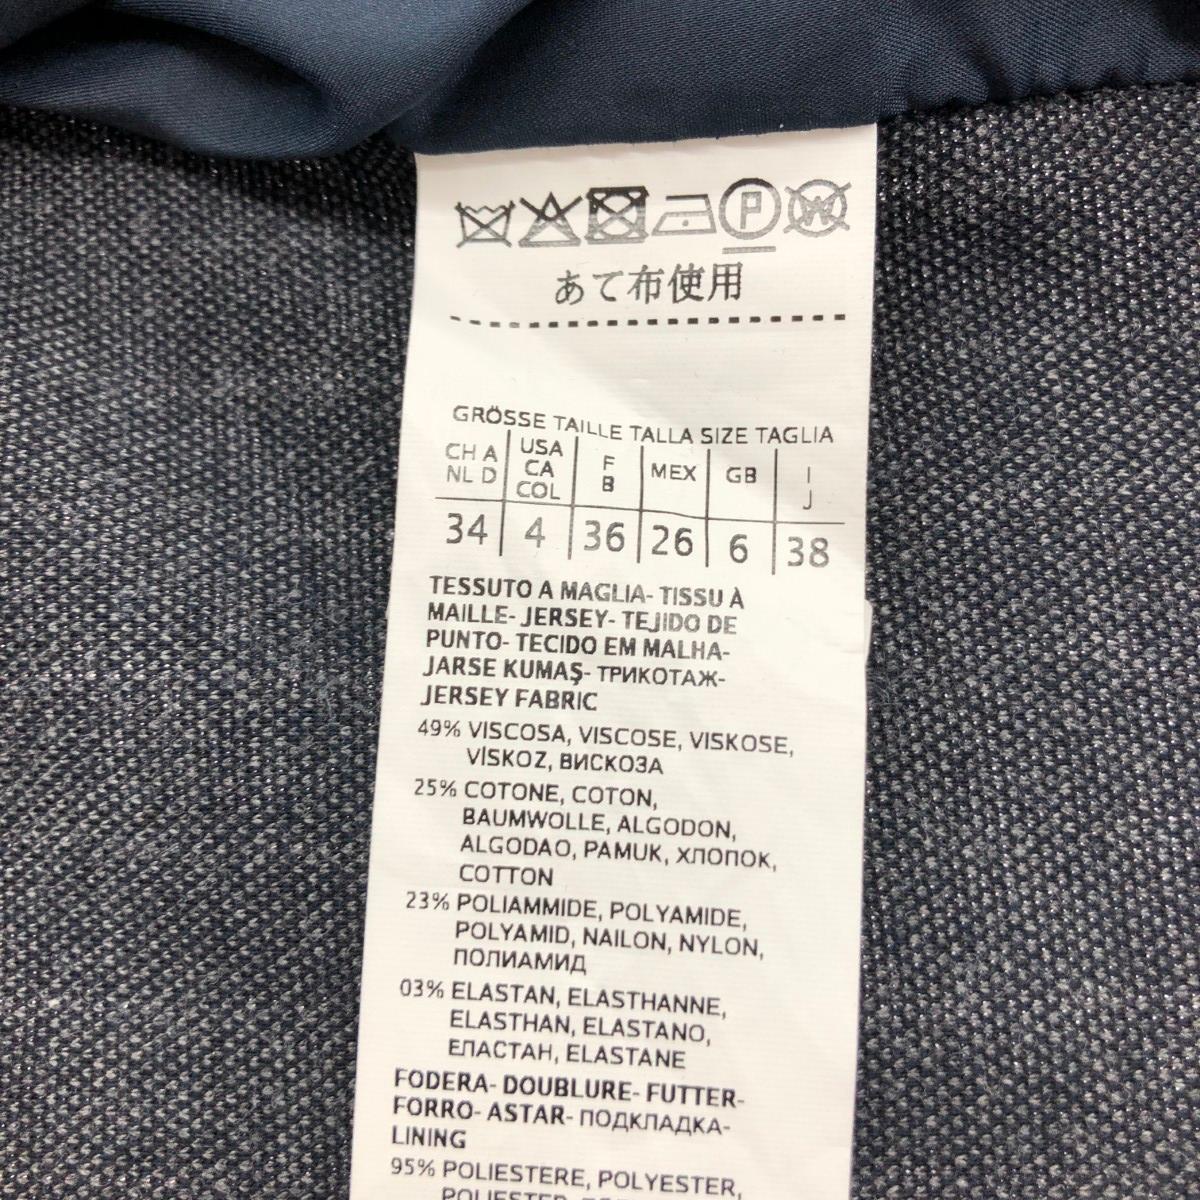 P W
あて布使用
GRÖSSE TAILLE TALLA SIZE TAGLIA
CH A NL D USA CA COL F B MEX GB I J
34 4 36 26 6 38
TESSUTO A MAGLIA- TISSU À
MAILLE- JERSEY- TEJIDO DE
PUNTO- TECIDO EM MALHA-
JARSE KUMAŞ- ТРИКОТАЖ-
JERSEY FABRIC
49% VISCOSA, VISCOSE, VISKOSE,
VİSKOZ, ВИСКОЗА
25% COTONE, COTON,
BAUMWOLLE, ALGODON,
ALGODAO, PAMUK, ХЛОПОК,
COTTON
23% POLIAMMIDE, POLYAMIDE,
POLYAMID, NAILON, NYLON,
ПОЛИАМИД
03% ELASTAN, ELASTHANNE,
ELASTHAN, ELASTANO,
ЕЛАСТАН, ELASTANE
FODERA- DOUBLURE- FUTTER-
FORRO- ASTAR- ПОДКЛАДКА-
LINING
95% POLIESTERE, POLYESTER,